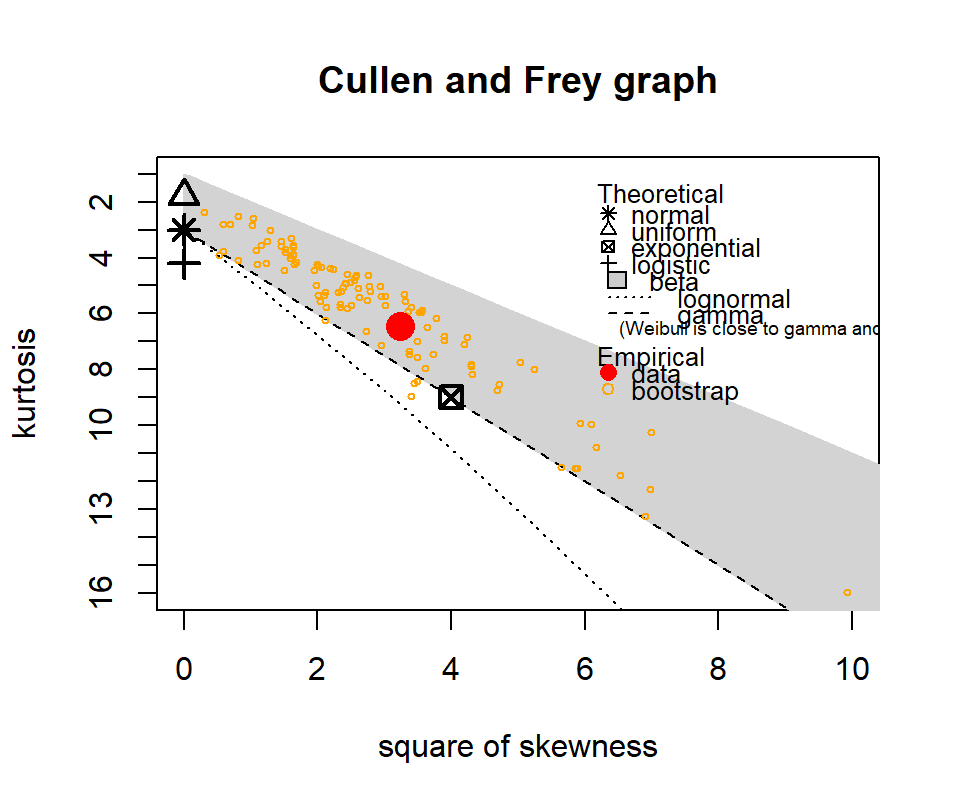 Cullen and Frey graph
kurtosis
2
4
6
8
10
13
16
0
2
4
6
8
10
square of skewness
Theoretical
normal
uniform
exponential
logistic
beta
lognormal
gamma
(Weibull is close to gamma and
Empirical
data
bootstrap